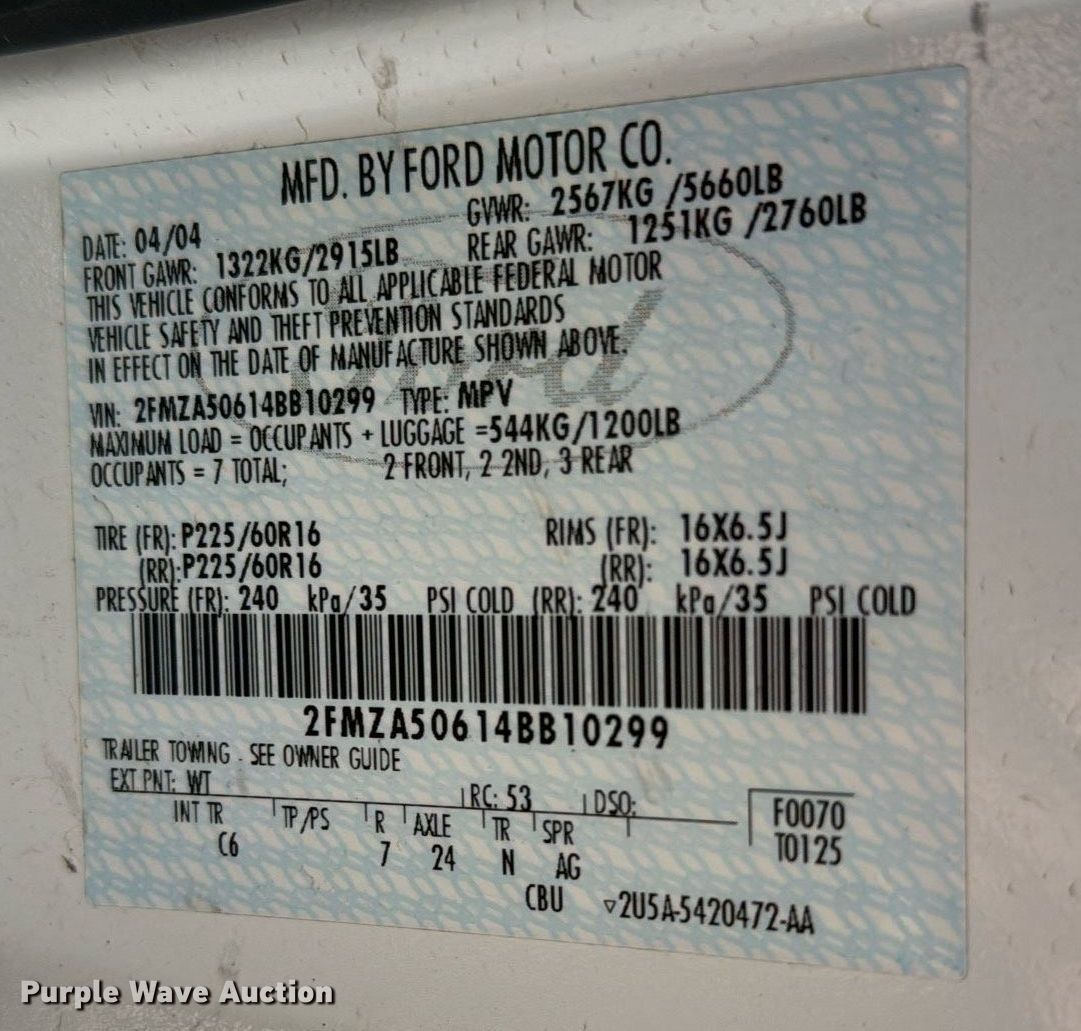 MFD. BY FORD MOTOR CO.
DATE: 04/04 GVWR: 2567KG /5660LB
FRONT GAWR: 1322KG/2915LB REAR GAWR: 1251KG /2760LB
THIS VEHICLE CONFORMS TO ALL APPLICABLE FEDERAL MOTOR
VEHICLE SAFETY AND THEFT PREVENTION STANDARDS
IN EFFECT ON THE DATE OF MANUFACTURE SHOWN ABOVE.
Ford
VIN: 2FMZA50614BB10299 TYPE: MPV
MAXIMUM LOAD = OCCUPANTS + LUGGAGE =544KG/1200LB
OCCUPANTS = 7 TOTAL; 2 FRONT, 2 2ND, 3 REAR
TIRE (FR): P225/60R16 RIMS (FR): 16X6.5J
(RR): P225/60R16 (RR): 16X6.5J
PRESSURE (FR): 240 kPa/35 PSI COLD (RR): 240 kPa/35 PSI COLD
2FMZA50614BB10299
TRAILER TOWING - SEE OWNER GUIDE
EXT PNT: WT RC: 53 DSO: F0070
INT TR TP/PS R AXLE TR SPR T0125
C6 7 24 N AG
CBU ▽2U5A-5420472-AA
Purple Wave Auction